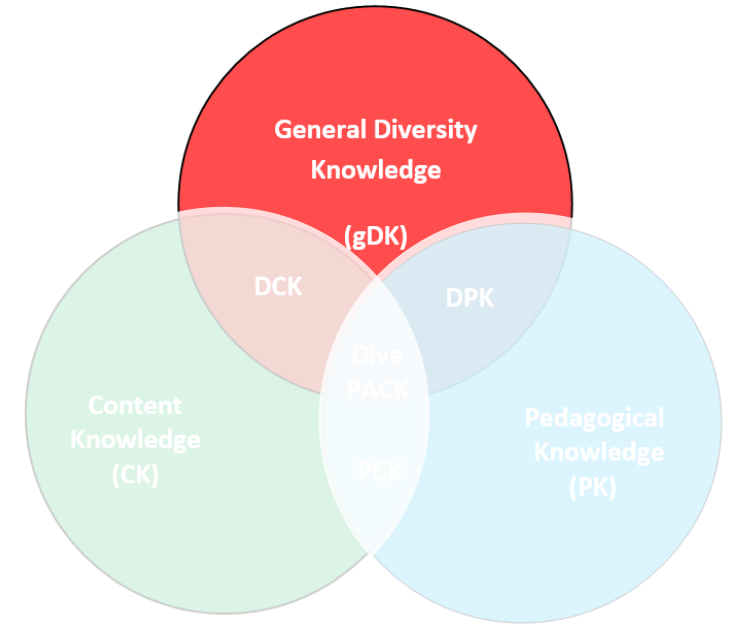 General Diversity
Knowledge
(gDK)
DCK
DPK
Dive
PACK
Content
Knowledge
(CK)
Pedagogical
Knowledge
(PK)
PCK